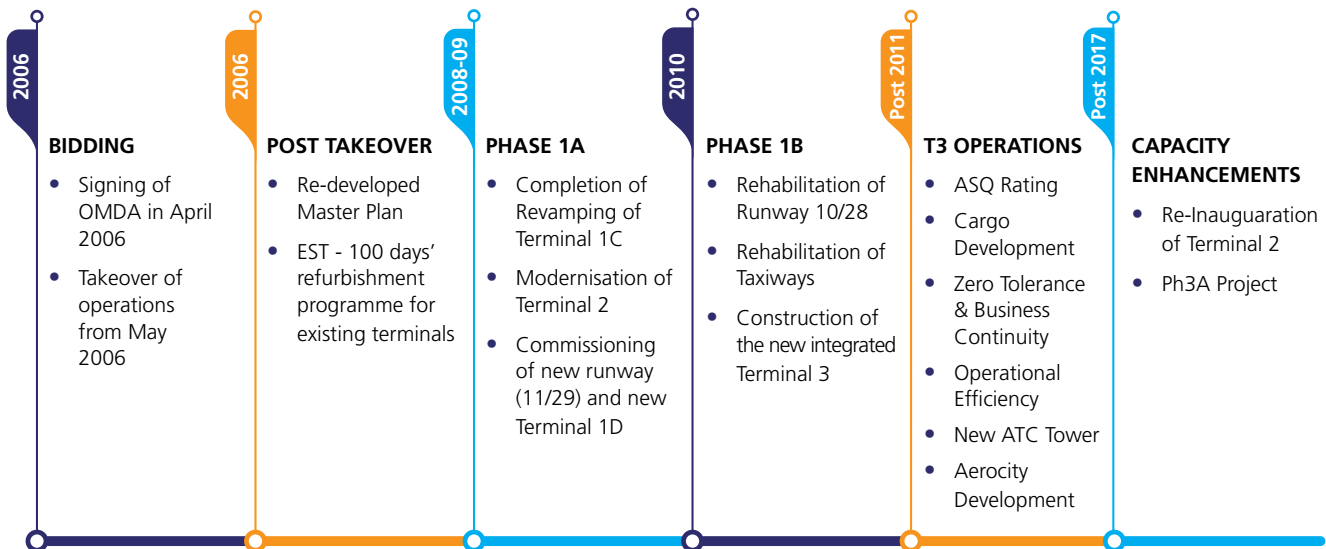 2006
BIDDING
Signing of
OMDA in April
2006
Takeover of
operations
from May
2006
2006
POST TAKEOVER
Re-developed
Master Plan
EST - 100 days’
refurbishment
programme for
existing terminals
2008-09
PHASE 1A
Completion of
Revamping of
Terminal 1C
Modernisation of
Terminal 2
Commissioning
of new runway
(11/29) and new
Terminal 1D
2010
PHASE 1B
Rehabilitation of
Runway 10/28
Rehabilitation of
Taxiways
Construction of
the new integrated
Terminal 3
Post 2011
T3 OPERATIONS
ASQ Rating
Cargo
Development
Zero Tolerance
& Business
Continuity
Operational
Efficiency
New ATC Tower
Aerocity
Development
Post 2017
CAPACITY
ENHANCEMENTS
Re-Inauguaration
of Terminal 2
Ph3A Project